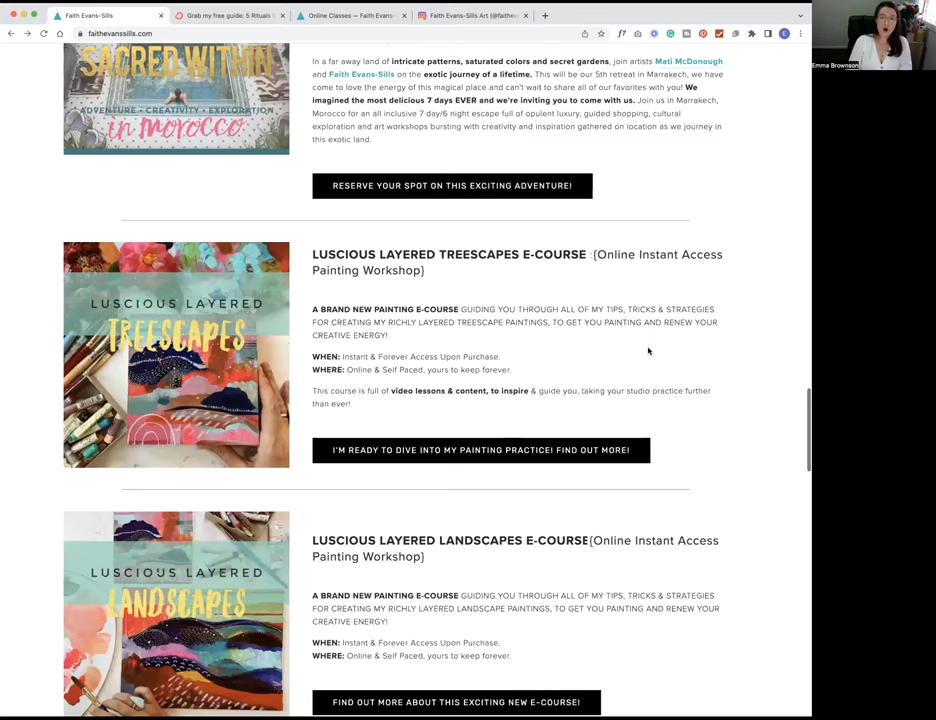 Faith Evans-Sills
Grab my free guide: 5 Rituals
Online Classes — Faith Evans-
Faith Evans-Sills Art (@faithev
faithevanssills.com
Emma Brownson
SACRED WITHIN
ADVENTURE • CREATIVITY • EXPLORATION
in morocco
In a far away land of intricate patterns, saturated colors and secret gardens, join artists Mati McDonough
and Faith Evans-Sills on the exotic journey of a lifetime. This will be our 5th retreat in Marrakech, we have
come to love the energy of this magical place and can't wait to share all of our favorites with you! We
imagined the most delicious 7 days EVER and we're inviting you to come with us. Join us in Marrakech,
Morocco for an all inclusive 7 day/6 night escape full of opulent luxury, guided shopping, cultural
exploration and art workshops bursting with creativity and inspiration gathered on location as we journey in
this exotic land.
RESERVE YOUR SPOT ON THIS EXCITING ADVENTURE!
LUSCIOUS LAYERED
TREESCAPES
LUSCIOUS LAYERED TREESCAPES E-COURSE :{Online Instant Access
Painting Workshop}
A BRAND NEW PAINTING E-COURSE GUIDING YOU THROUGH ALL OF MY TIPS, TRICKS & STRATEGIES
FOR CREATING MY RICHLY LAYERED TREESCAPE PAINTINGS, TO GET YOU PAINTING AND RENEW YOUR
CREATIVE ENERGY!
WHEN: Instant & Forever Access Upon Purchase.
WHERE: Online & Self Paced, yours to keep forever.
This course is full of video lessons & content, to inspire & guide you, taking your studio practice further
than ever!
I'M READY TO DIVE INTO MY PAINTING PRACTICE! FIND OUT MORE!
LUSCIOUS LAYERED
LANDSCAPES
LUSCIOUS LAYERED LANDSCAPES E-COURSE{Online Instant Access
Painting Workshop}
A BRAND NEW PAINTING E-COURSE GUIDING YOU THROUGH ALL OF MY TIPS, TRICKS & STRATEGIES
FOR CREATING MY RICHLY LAYERED LANDSCAPE PAINTINGS, TO GET YOU PAINTING AND RENEW YOUR
CREATIVE ENERGY!
WHEN: Instant & Forever Access Upon Purchase.
WHERE: Online & Self Paced, yours to keep forever.
FIND OUT MORE ABOUT THIS EXCITING NEW E-COURSE!